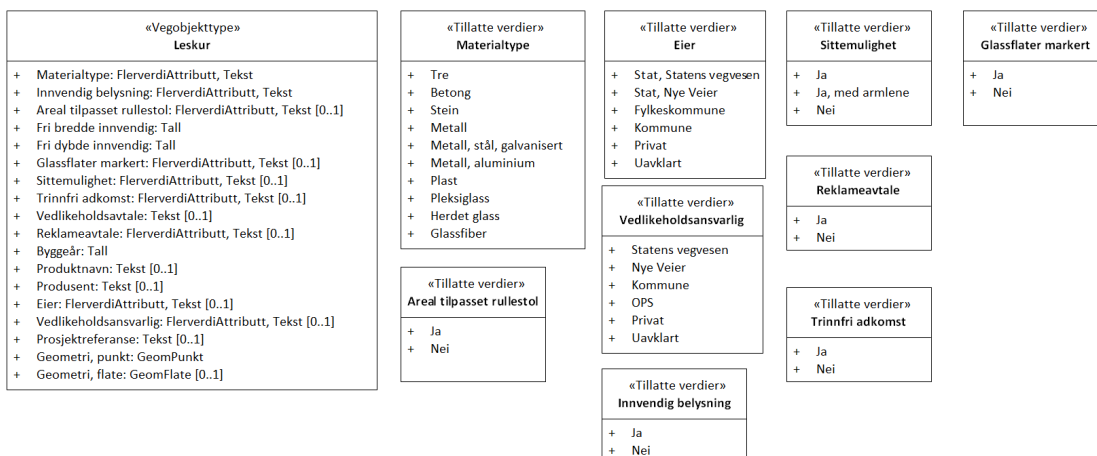 «Vegobjekttype»
Leskur
+ Materialtype: FlerverdiAttributt, Tekst
+ Innvendig belysning: FlerverdiAttributt, Tekst
+ Areal tilpasset rullestol: FlerverdiAttributt, Tekst [0..1]
+ Fri bredde innvendig: Tall
+ Fri dybde innvendig: Tall
+ Glassflater markert: FlerverdiAttributt, Tekst [0..1]
+ Sittemulighet: FlerverdiAttributt, Tekst [0..1]
+ Trinnfri adkomst: FlerverdiAttributt, Tekst [0..1]
+ Vedlikeholdsavtale: Tekst [0..1]
+ Reklameavtale: FlerverdiAttributt, Tekst [0..1]
+ Byggeår: Tall
+ Produktnavn: Tekst [0..1]
+ Produsent: Tekst [0..1]
+ Eier: FlerverdiAttributt, Tekst [0..1]
+ Vedlikeholdsansvarlig: FlerverdiAttributt, Tekst [0..1]
+ Prosjektreferanse: Tekst [0..1]
+ Geometri, punkt: GeomPunkt
+ Geometri, flate: GeomFlate [0..1]
«Tillatte verdier»
Materialtype
+ Tre
+ Betong
+ Stein
+ Metall
+ Metall, stål, galvanisert
+ Metall, aluminium
+ Plast
+ Pleksiglass
+ Herdet glass
+ Glassfiber
«Tillatte verdier»
Areal tilpasset rullestol
+ Ja
+ Nei
«Tillatte verdier»
Eier
+ Stat, Statens vegvesen
+ Stat, Nye Veier
+ Fylkeskommune
+ Kommune
+ Privat
+ Uavklart
«Tillatte verdier»
Vedlikeholdsansvarlig
+ Statens vegvesen
+ Nye Veier
+ Kommune
+ OPS
+ Privat
+ Uavklart
«Tillatte verdier»
Innvendig belysning
+ Ja
+ Nei
«Tillatte verdier»
Sittemulighet
+ Ja
+ Ja, med armlene
+ Nei
«Tillatte verdier»
Reklameavtale
+ Ja
+ Nei
«Tillatte verdier»
Trinnfri adkomst
+ Ja
+ Nei
«Tillatte verdier»
Glassflater markert
+ Ja
+ Nei